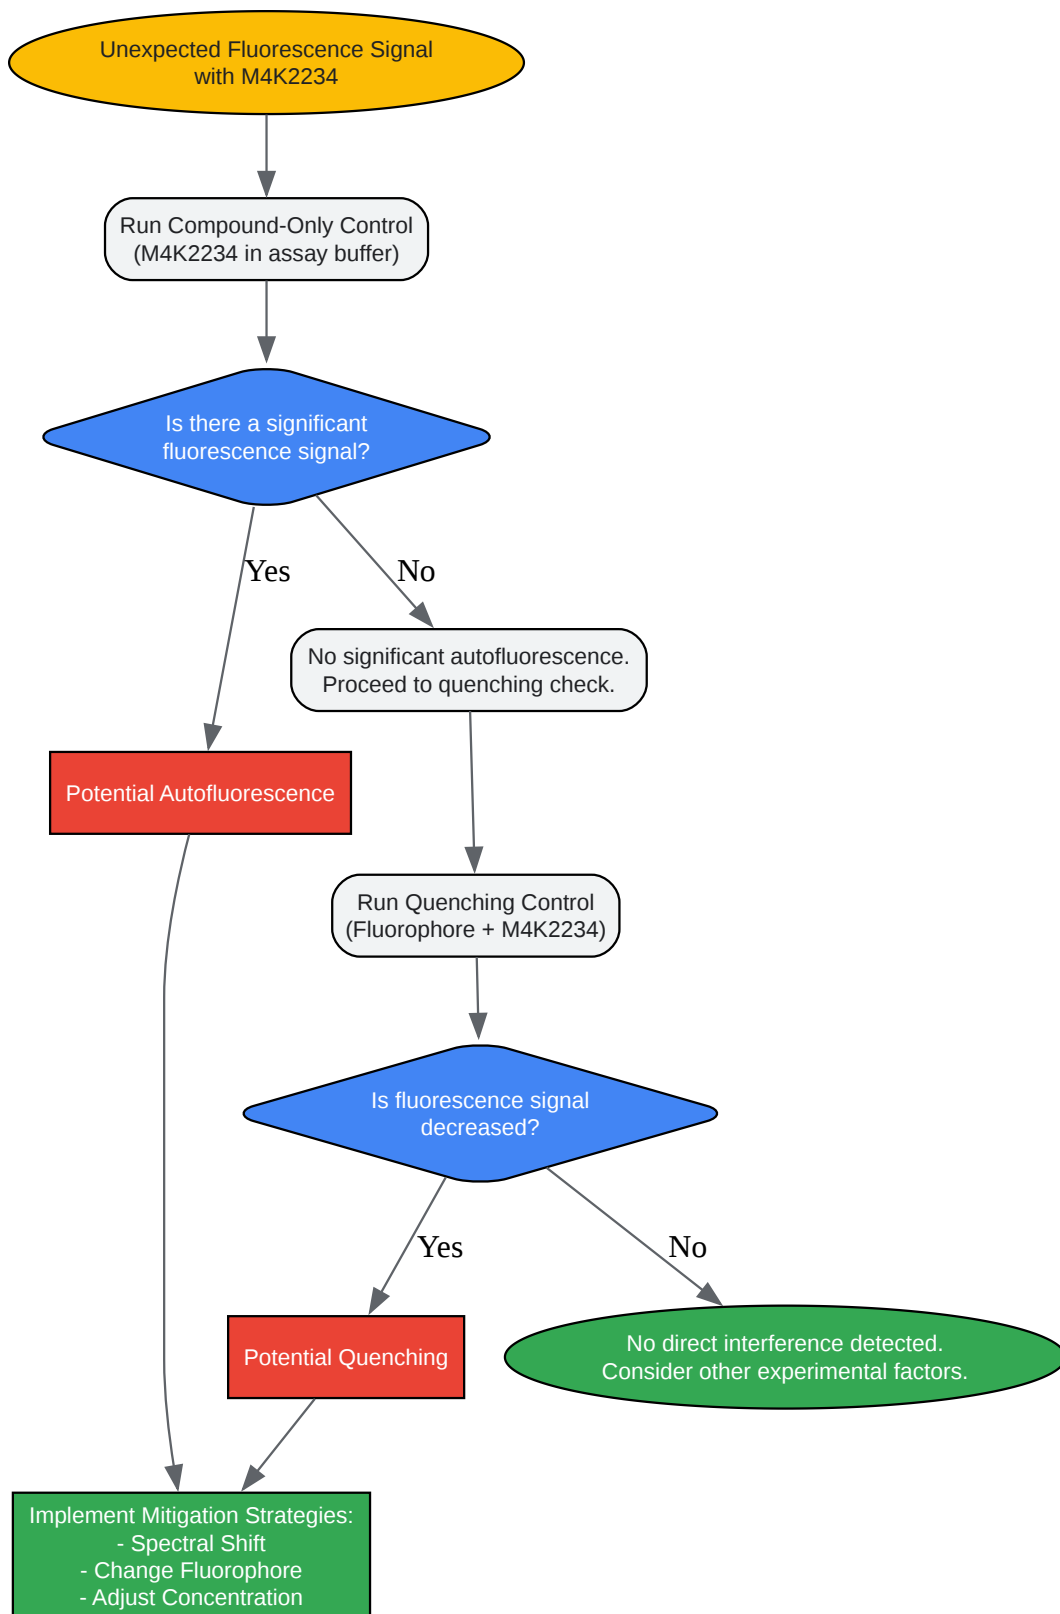 Unexpected Fluorescence Signal
with M4K2234
Run Compound-Only Control
(M4K2234 in assay buffer)
Is there a significant
fluorescence signal?
Yes
No
No significant autofluorescence.
Proceed to quenching check.
Potential Autofluorescence
Run Quenching Control
(Fluorophore + M4K2234)
Is fluorescence signal
decreased?
Yes
No
Potential Quenching
No direct interference detected.
Consider other experimental factors.
Implement Mitigation Strategies:
- Spectral Shift
- Change Fluorophore
- Adjust Concentration